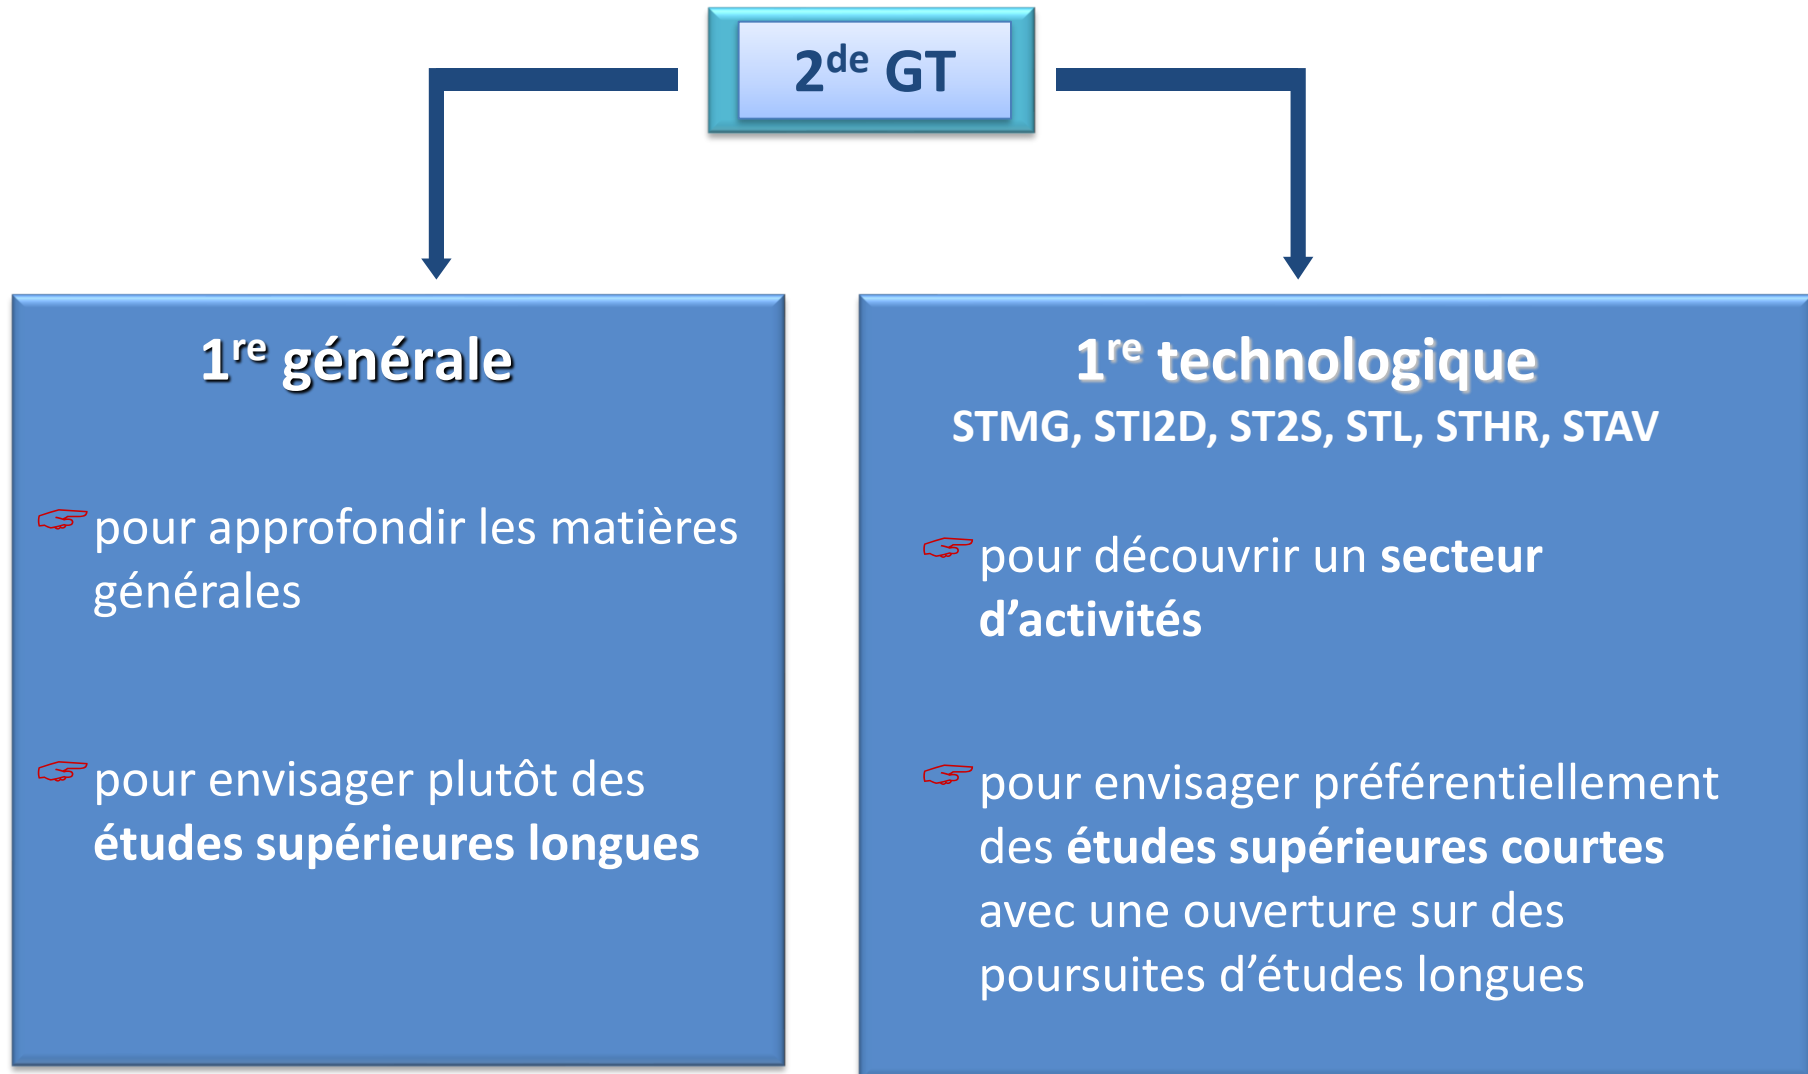 2de GT
1re générale
pour approfondir les matières
générales
pour envisager plutôt des
études supérieures longues
1re technologique
STMG, STI2D, ST2S, STL, STHR, STAV
pour découvrir un secteur
d’activités
pour envisager préférentiellement
des études supérieures courtes
avec une ouverture sur des
poursuites d’études longues